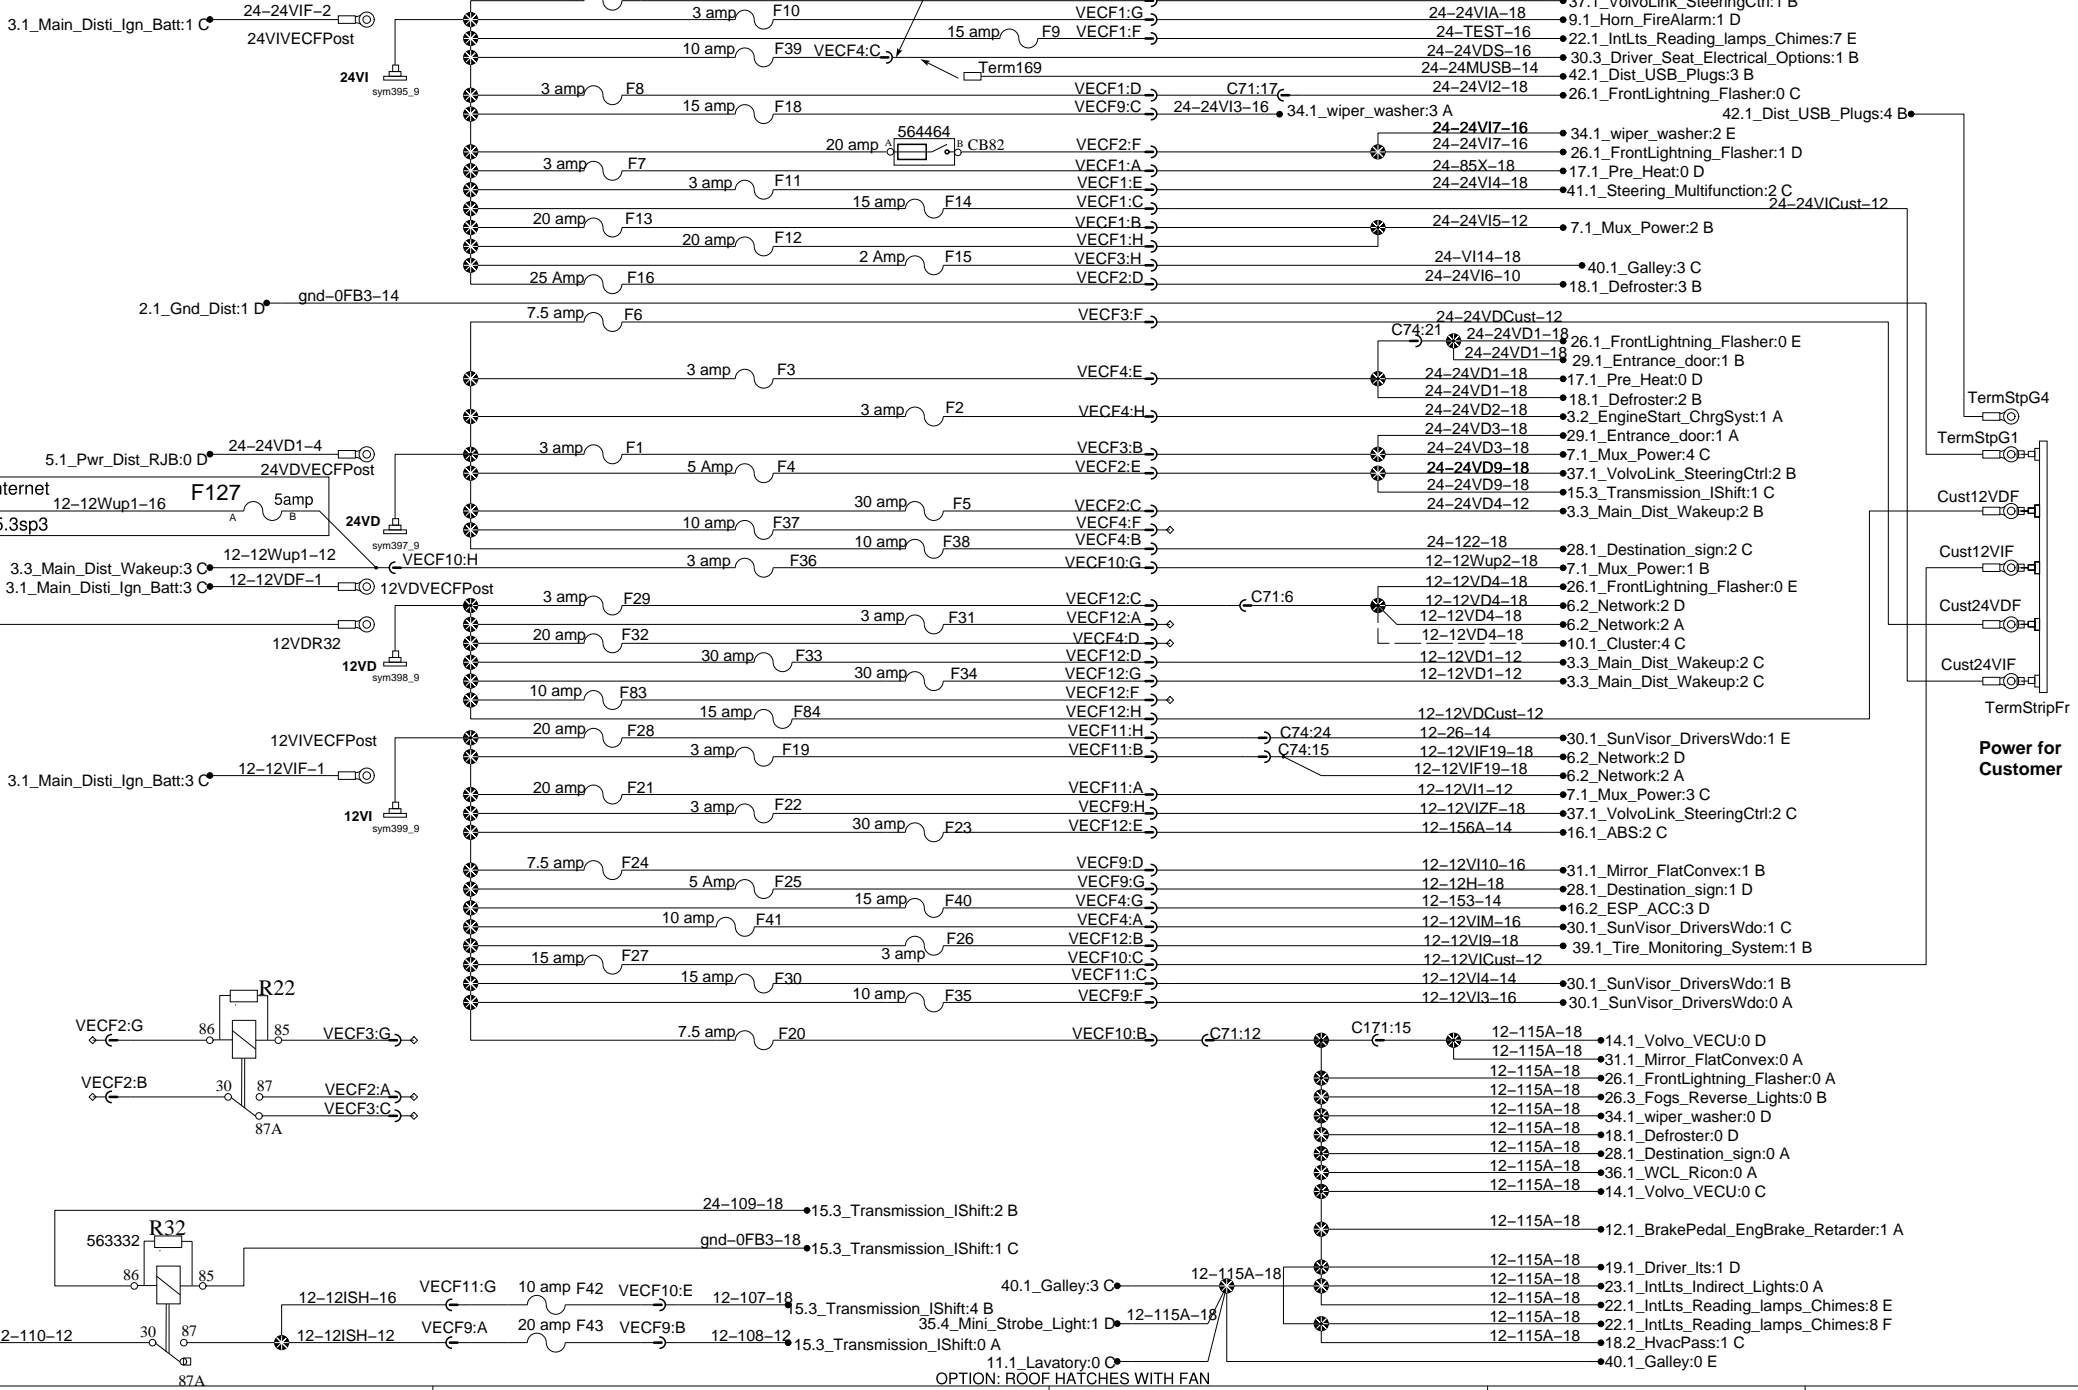 37.1_VolvoLink_SteeringCtrl:1 B
3.1_Main_Disti_Ign_Batt:1 C 24-24VIF-2 3 amp F10 VECF1:G 24-24VIA-18 9.1_Horn_FireAlarm:1 D
24VIVECFPost 15 amp F9 VECF1:F 24-TEST-16 22.1_IntLts_Reading_lamps_Chimes:7 E
10 amp F39 VECF4:C 24-24VDS-16 30.3_Driver_Seat_Electrical_Options:1 B
24VI Term169 24-24MUSB-14 42.1_Dist_USB_Plugs:3 B
sym395_9 3 amp F8 VECF1:D C71:17 24-24VI2-18 26.1_FrontLightning_Flasher:0 C
15 amp F18 VECF9:C 24-24VI3-16 34.1_wiper_washer:3 A 42.1_Dist_USB_Plugs:4 B
564464 24-24VI7-16 34.1_wiper_washer:2 E
20 amp A B CB82 VECF2:F 24-24VI7-16 26.1_FrontLightning_Flasher:1 D
3 amp F7 VECF1:A 24-85X-18 17.1_Pre_Heat:0 D
3 amp F11 VECF1:E 24-24VI4-18 41.1_Steering_Multifunction:2 C
15 amp F14 VECF1:C 24-24VICust-12
20 amp F13 VECF1:B 24-24VI5-12 7.1_Mux_Power:2 B
20 amp F12 VECF1:H
2 Amp F15 VECF3:H 24-VI14-18 40.1_Galley:3 C
25 Amp F16 VECF2:D 24-24VI6-10 18.1_Defroster:3 B
2.1_Gnd_Dist:1 D gnd-0FB3-14
7.5 amp F6 VECF3:F 24-24VDCust-12
C74:21 24-24VD1-18 26.1_FrontLightning_Flasher:0 E
24-24VD1-18 29.1_Entrance_door:1 B
3 amp F3 VECF4:E 24-24VD1-18 17.1_Pre_Heat:0 D
24-24VD1-18 18.1_Defroster:2 B TermStpG4
3 amp F2 VECF4:H 24-24VD2-18 3.2_EngineStart_ChrgSyst:1 A
24-24VD3-18 29.1_Entrance_door:1 A TermStpG1
5.1_Pwr_Dist_RJB:0 D 24-24VD1-4 3 amp F1 VECF3:B 24-24VD3-18 7.1_Mux_Power:4 C
24VDVECFPost 5 Amp F4 VECF2:E 24-24VD9-18 37.1_VolvoLink_SteeringCtrl:2 B
nternet F127 24-24VD9-18 15.3_Transmission_IShift:1 C Cust12VDF
12-12Wup1-16 A 5amp B 30 amp F5 VECF2:C 24-24VD4-12 3.3_Main_Dist_Wakeup:2 B
5.3sp3 24VD 10 amp F37 VECF4:F
sym397_9 10 amp F38 VECF4:B 24-122-18 28.1_Destination_sign:2 C Cust12VIF
3.3_Main_Dist_Wakeup:3 C 12-12Wup1-12 VECF10:H 3 amp F36 VECF10:G 12-12Wup2-18 7.1_Mux_Power:1 B
3.1_Main_Disti_Ign_Batt:3 C 12-12VDF-1 12VDVECFPost 12-12VD4-18 26.1_FrontLightning_Flasher:0 E
3 amp F29 VECF12:C C71:6 12-12VD4-18 6.2_Network:2 D Cust24VDF
3 amp F31 VECF12:A 12-12VD4-18 6.2_Network:2 A
12VDR32 20 amp F32 VECF4:D 12-12VD4-18 10.1_Cluster:4 C
12VD 30 amp F33 VECF12:D 12-12VD1-12 3.3_Main_Dist_Wakeup:2 C Cust24VIF
sym398_9 30 amp F34 VECF12:G 12-12VD1-12 3.3_Main_Dist_Wakeup:2 C
10 amp F83 VECF12:F
15 amp F84 VECF12:H 12-12VDCust-12 TermStripFr
12VIVECFPost 20 amp F28 VECF11:H C74:24 12-26-14 30.1_SunVisor_DriversWdo:1 E
3 amp F19 VECF11:B C74:15 12-12VIF19-18 6.2_Network:2 D Power for
3.1_Main_Disti_Ign_Batt:3 C 12-12VIF-1 12-12VIF19-18 6.2_Network:2 A Customer
20 amp F21 VECF11:A 12-12VI1-12 7.1_Mux_Power:3 C
12VI 3 amp F22 VECF9:H 12-12VIZF-18 37.1_VolvoLink_SteeringCtrl:2 C
sym399_9 30 amp F23 VECF12:E 12-156A-14 16.1_ABS:2 C
7.5 amp F24 VECF9:D 12-12VI10-16 31.1_Mirror_FlatConvex:1 B
5 Amp F25 VECF9:G 12-12H-18 28.1_Destination_sign:1 D
15 amp F40 VECF4:G 12-153-14 16.2_ESP_ACC:3 D
10 amp F41 VECF4:A 12-12VIM-16 30.1_SunVisor_DriversWdo:1 C
F26 VECF12:B 12-12VI9-18 39.1_Tire_Monitoring_System:1 B
15 amp F27 3 amp VECF10:C 12-12VICust-12
R22 15 amp F30 VECF11:C 12-12VI4-14 30.1_SunVisor_DriversWdo:1 B
10 amp F35 VECF9:F 12-12VI3-16 30.1_SunVisor_DriversWdo:0 A
VECF2:G 86 85 VECF3:G 7.5 amp F20 VECF10:B C71:12 C171:15 12-115A-18 14.1_Volvo_VECU:0 D
12-115A-18 31.1_Mirror_FlatConvex:0 A
VECF2:B 30 87 VECF2:A 12-115A-18 26.1_FrontLightning_Flasher:0 A
12-115A-18 26.3_Fogs_Reverse_Lights:0 B
VECF3:C 12-115A-18 34.1_wiper_washer:0 D
87A 12-115A-18 18.1_Defroster:0 D
12-115A-18 28.1_Destination_sign:0 A
12-115A-18 36.1_WCL_Ricon:0 A
12-115A-18 14.1_Volvo_VECU:0 C
24-109-18 15.3_Transmission_IShift:2 B
R32 12-115A-18 12.1_BrakePedal_EngBrake_Retarder:1 A
563332 gnd-0FB3-18 15.3_Transmission_IShift:1 C
86 85 12-115A-18 19.1_Driver_lts:1 D
40.1_Galley:3 C 12-115A-18 12-115A-18 23.1_IntLts_Indirect_Lights:0 A
12-12ISH-16 VECF11:G 10 amp F42 VECF10:E 12-107-18 15.3_Transmission_IShift:4 B 12-115A-18 22.1_IntLts_Reading_lamps_Chimes:8 E
35.4_Mini_Strobe_Light:1 D 12-115A-18 12-115A-18 22.1_IntLts_Reading_lamps_Chimes:8 F
2-110-12 30 87 12-12ISH-12 VECF9:A 20 amp F43 VECF9:B 12-108-12 15.3_Transmission_IShift:0 A 12-115A-18 18.2_HvacPass:1 C
11.1_Lavatory:0 C 40.1_Galley:0 E
87A OPTION: ROOF HATCHES WITH FAN